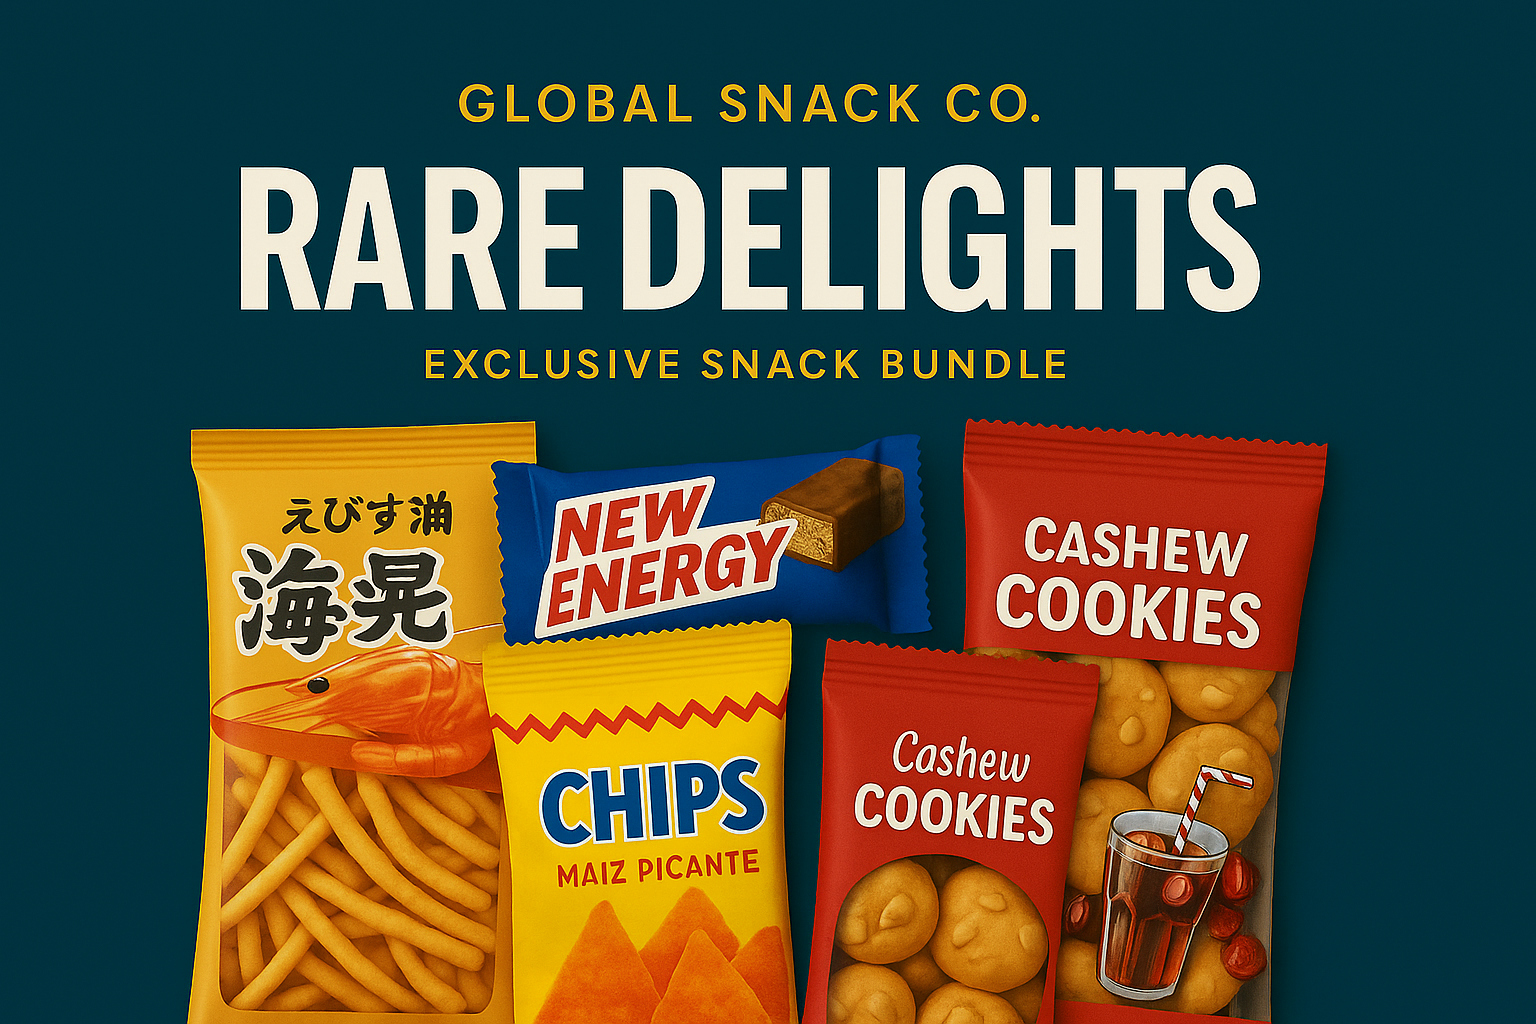 GLOBAL SNACK CO.
RARE DELIGHTS
EXCLUSIVE SNACK BUNDLE
えびす
海晃
NEW
ENERGY
CHIPS
MAIZ PICANTE
Cashew
COOKIES
CASHEW
COOKIES